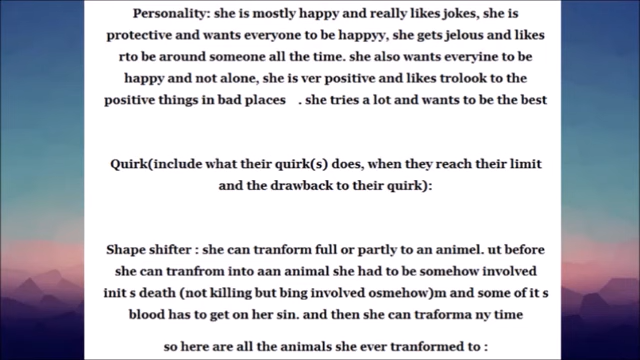 Personality: she is mostly happy and really likes jokes, she is
protective and wants everyone to be happyy, she gets jelous and likes
rto be around someone all the time. she also wants everyine to be
happy and not alone, she is ver positive and likes trolook to the
positive things in bad places . she tries a lot and wants to be the best
Quirk(include what their quirk(s) does, when they reach their limit
and the drawback to their quirk):
Shape shifter : she can tranform full or partly to an animel. ut before
she can tranfrom into aan animal she had to be somehow involved
init s death (not killing but bing involved osmehow)m and some of it s
blood has to get on her sin. and then she can traforma ny time
so here are all the animals she ever tranformed to :